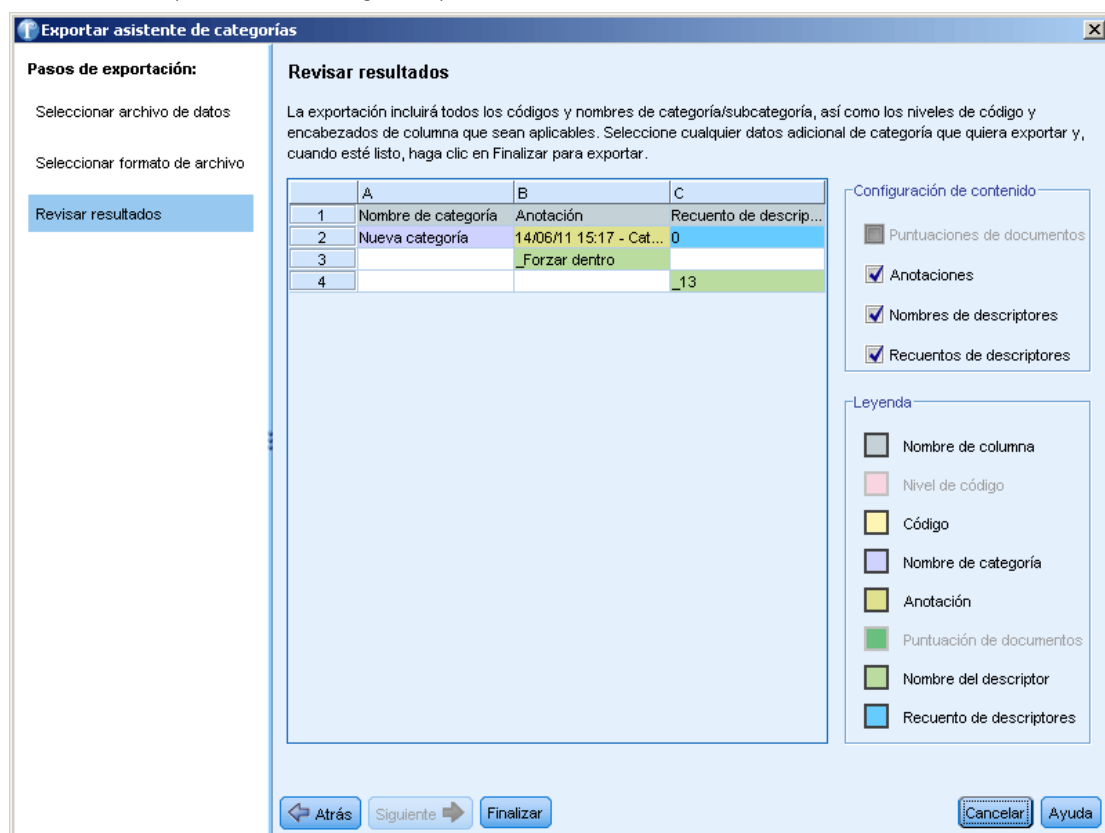 Exportar asistente de categorías
Pasos de exportación:
Seleccionar archivo de datos
Seleccionar formato de archivo
Revisar resultados
Revisar resultados
La exportación incluirá todos los códigos y nombres de categoría/subcategoría, así como los niveles de código y
encabezados de columna que sean aplicables. Seleccione cualquier datos adicional de categoría que quiera exportar y,
cuando esté listo, haga clic en Finalizar para exportar.
A B C
1 Nombre de categoría Anotación Recuento de descrip...
2 Nueva categoría 14/06/11 15:17 - Cat... 0
3 _Forzar dentro
4 _13
Configuración de contenido
Puntuaciones de documentos
Anotaciones
Nombres de descriptores
Recuentos de descriptores
Leyenda
Nombre de columna
Nivel de código
Código
Nombre de categoría
Anotación
Puntuación de documentos
Nombre del descriptor
Recuento de descriptores
Atrás Siguiente Finalizar Cancelar Ayuda